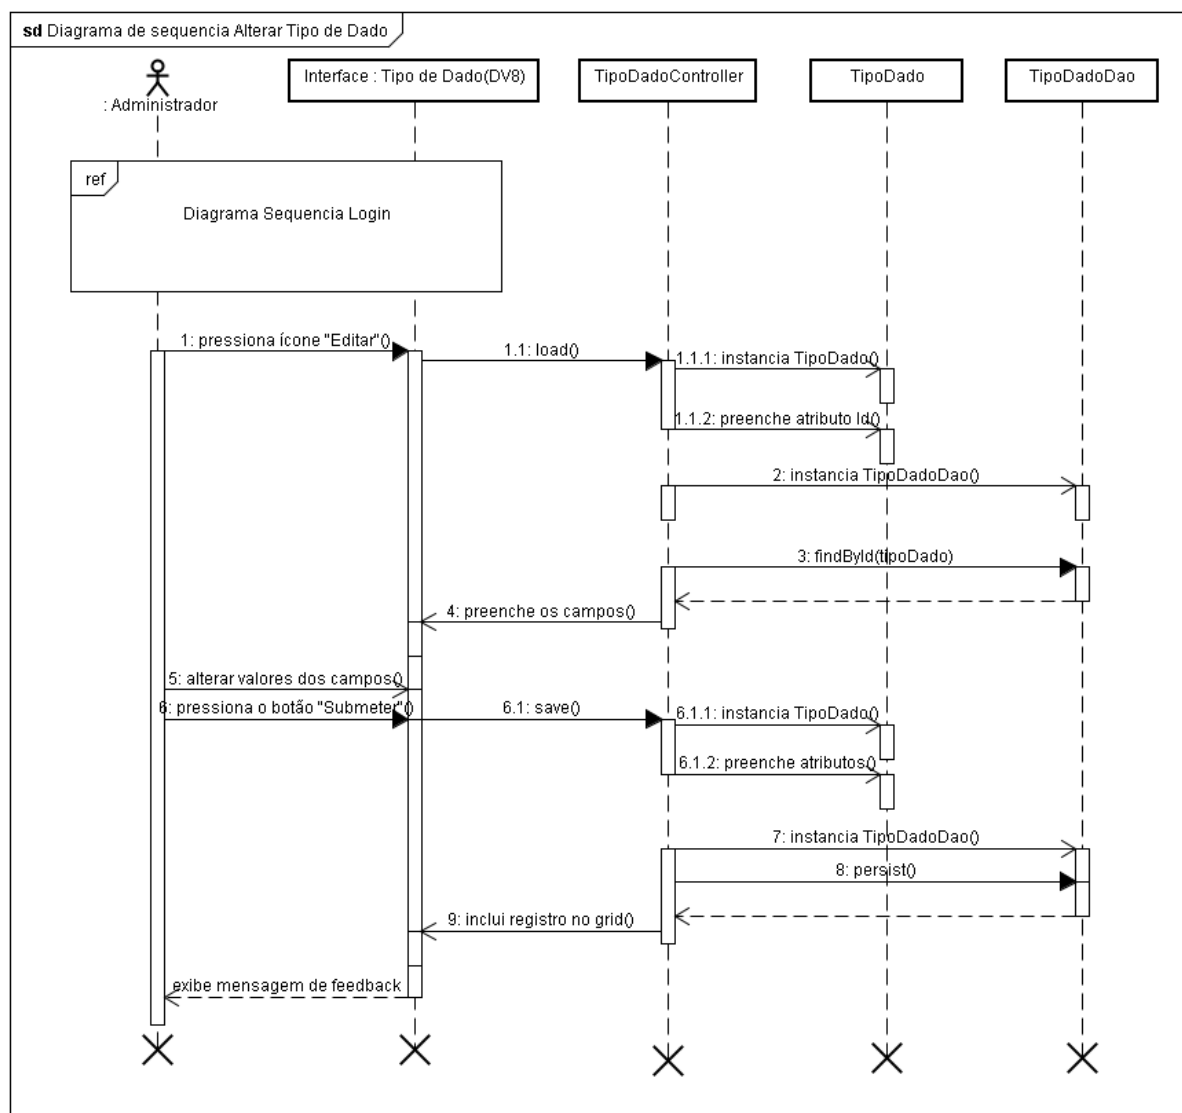 sd Diagrama de sequencia Alterar Tipo de Dado
: Administrador
Interface : Tipo de Dado(DV8)
TipoDadoController
TipoDado
TipoDadoDao
ref
Diagrama Sequencia Login
1: pressiona ícone "Editar"()
1.1: load()
1.1.1: instancia TipoDado()
1.1.2: preenche atributo Id()
2: instancia TipoDadoDao()
3: findById(tipoDado)
4: preenche os campos()
5: alterar valores dos campos()
6: pressiona o botão "Submeter"()
6.1: save()
6.1.1: instancia TipoDado()
6.1.2: preenche atributos()
7: instancia TipoDadoDao()
8: persist()
9: inclui registro no grid()
exibe mensagem de feedback